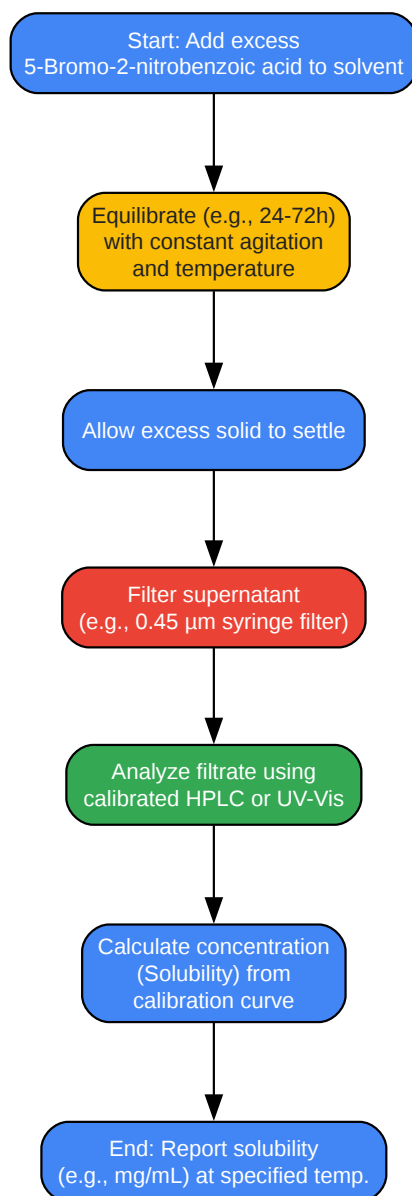 Start: Add excess
5-Bromo-2-nitrobenzoic acid to solvent
Equilibrate (e.g., 24-72h)
with constant agitation
and temperature
Allow excess solid to settle
Filter supernatant
(e.g., 0.45 µm syringe filter)
Analyze filtrate using
calibrated HPLC or UV-Vis
Calculate concentration
(Solubility) from
calibration curve
End: Report solubility
(e.g., mg/mL) at specified temp.